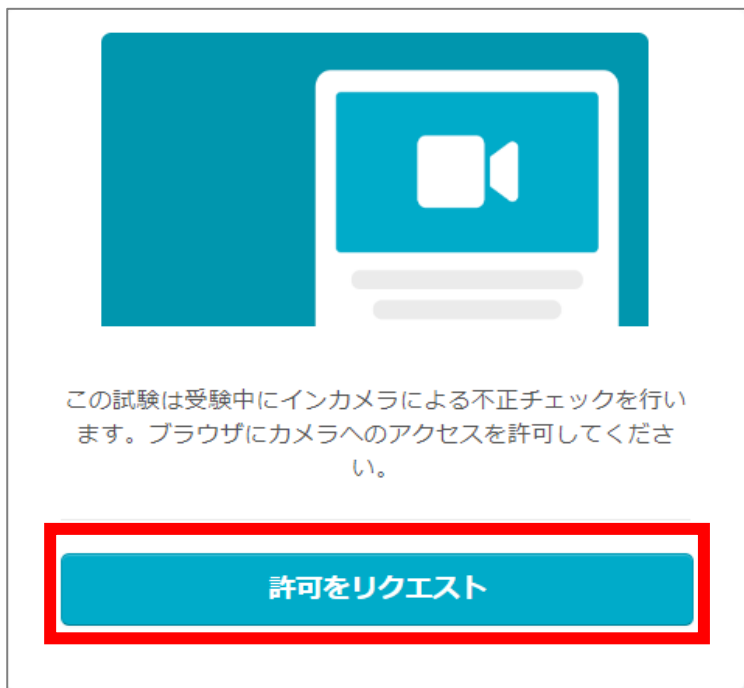 この試験は受験中にインカメラによる不正チェックを行い
ます。ブラウザにカメラへのアクセスを許可してくださ
い。
許可をリクエスト